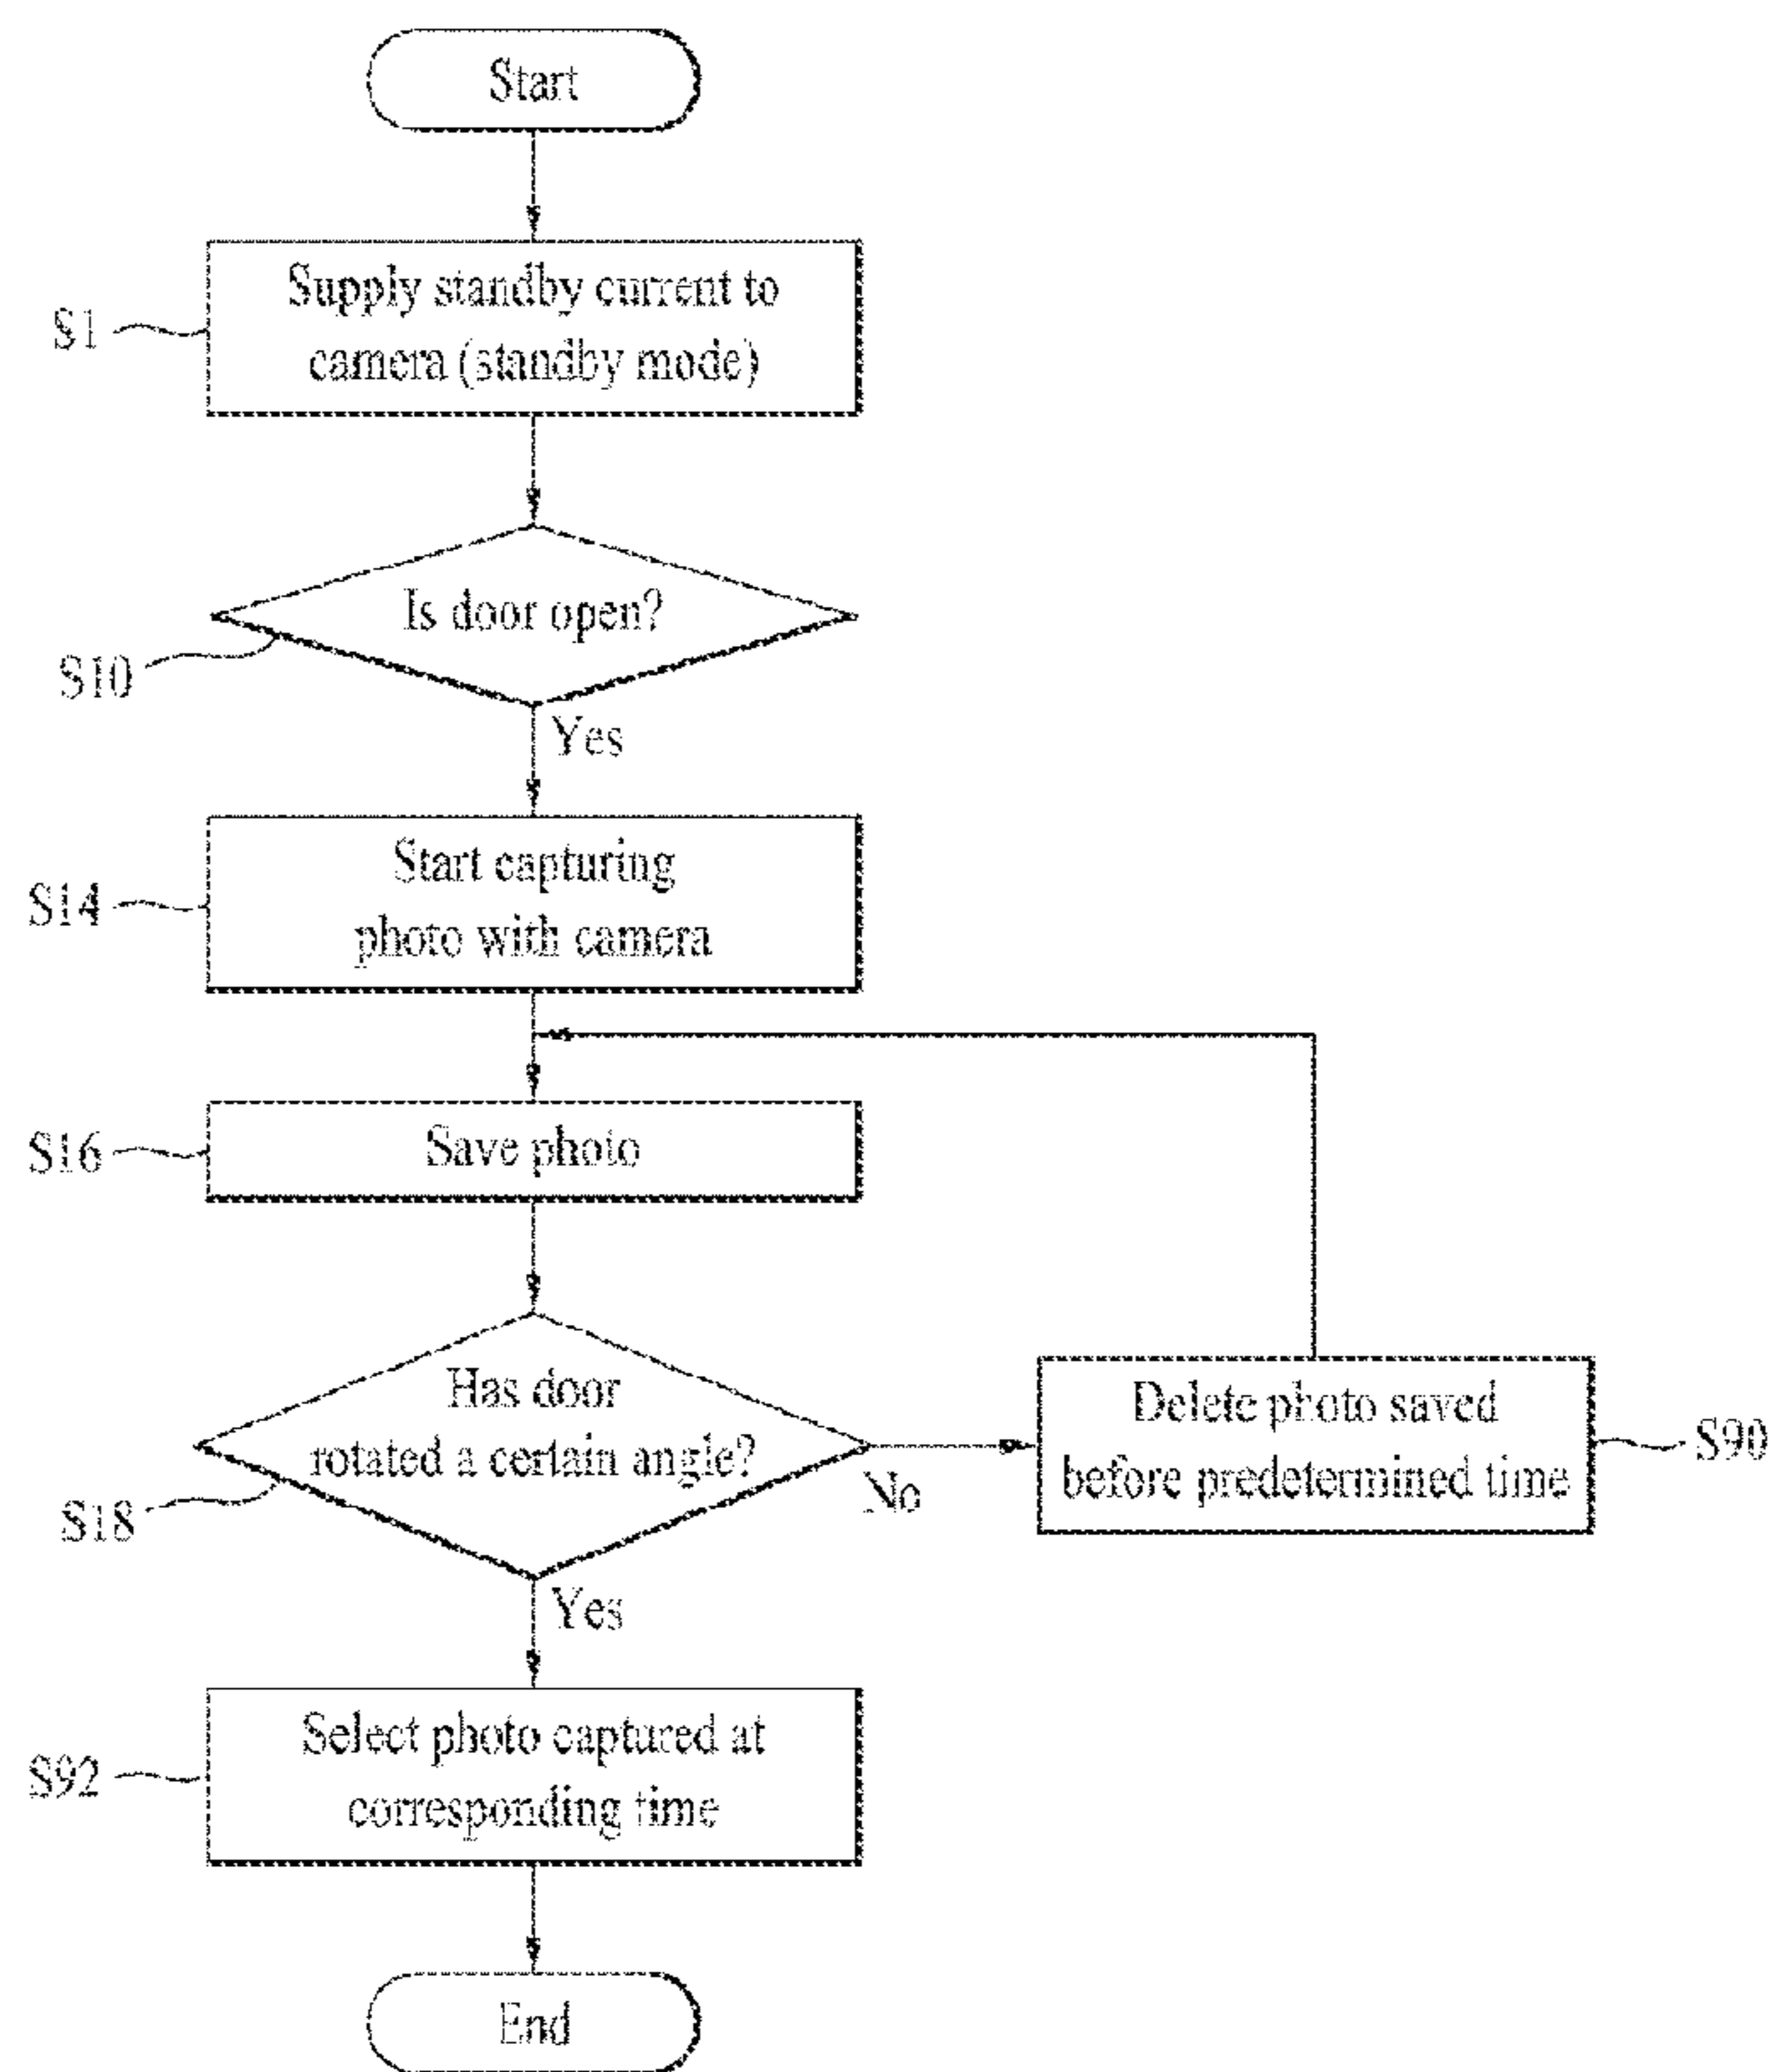 Start
S1
Supply standby current to
camera (standby mode)
Is door open?
S10
Yes
S14
Start capturing
photo with camera
S16
Save photo
Has door
rotated a certain angle?
S18
No
Delete photo saved
before predetermined time
S90
Yes
S92
Select photo captured at
corresponding time
End